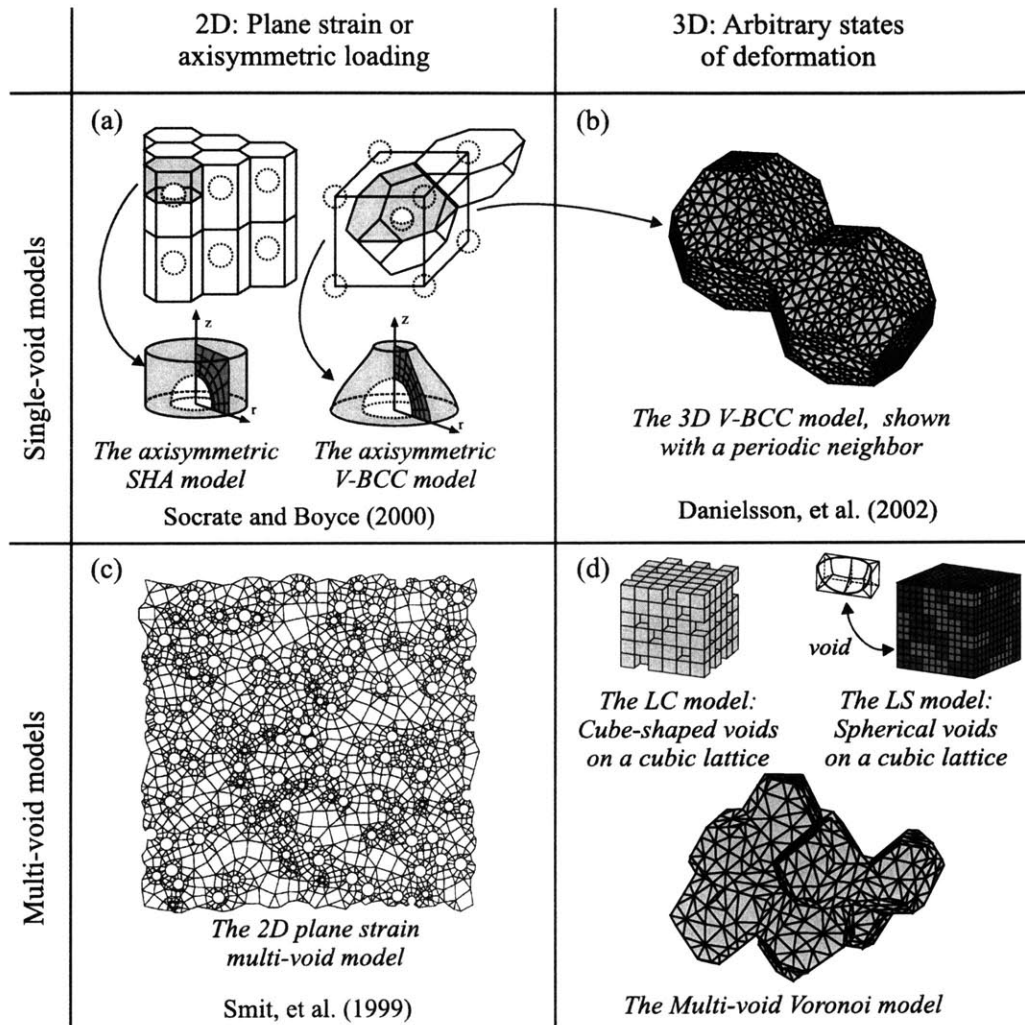 2D: Plane strain or
axisymmetric loading
3D: Arbitrary states
of deformation
Single-void models
(a)
z
r
z
r
The axisymmetric
SHA model
The axisymmetric
V-BCC model
Socrate and Boyce (2000)
(b)
The 3D V-BCC model, shown
with a periodic neighbor
Danielsson, et al. (2002)
Multi-void models
(c)
The 2D plane strain
multi-void model
Smit, et al. (1999)
(d)
void
The LC model:
Cube-shaped voids
on a cubic lattice
The LS model:
Spherical voids
on a cubic lattice
The Multi-void Voronoi model